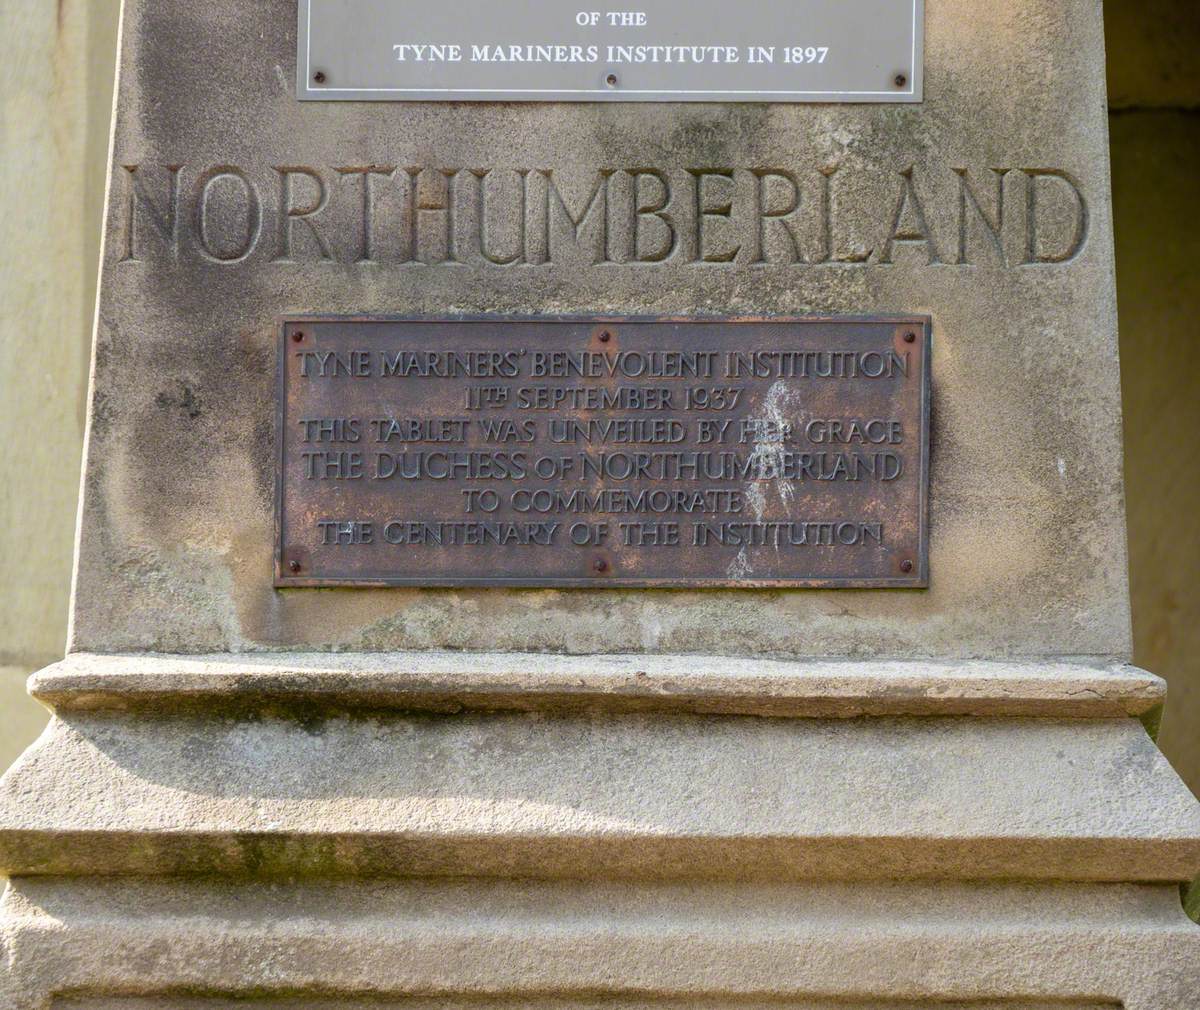 OF THE
TYNE MARINERS INSTITUTE IN 1897
NORTHUMBERLAND
TYNE MARINERS' BENEVOLENT INSTITUTION
11TH SEPTEMBER 1937
THIS TABLET WAS UNVEILED BY HER GRACE
THE DUCHESS OF NORTHUMBERLAND
TO COMMEMORATE
THE CENTENARY OF THE INSTITUTION